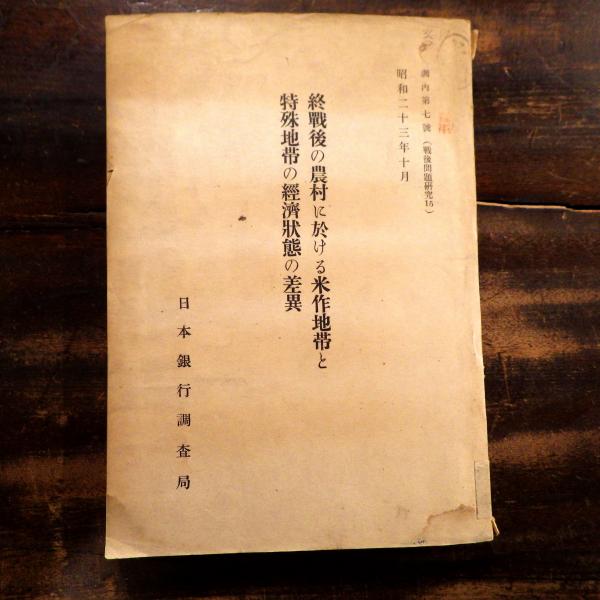 調内第七號（戰後問題硏究15）
昭和二十三年十月
終戰後の農村に於ける米作地帶と
特殊地帶の經濟狀態の差異
日本銀行調査局